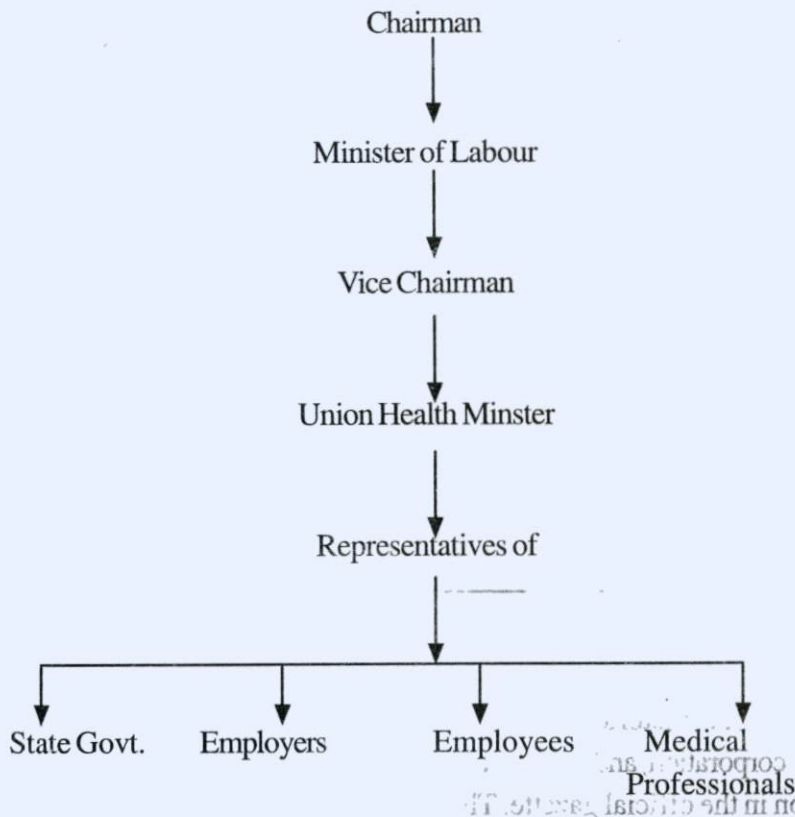 Chairman
Minister of Labour
Vice Chairman
Union Health Minster
Representatives of
State Govt. Employers Employees Medical
Professionals